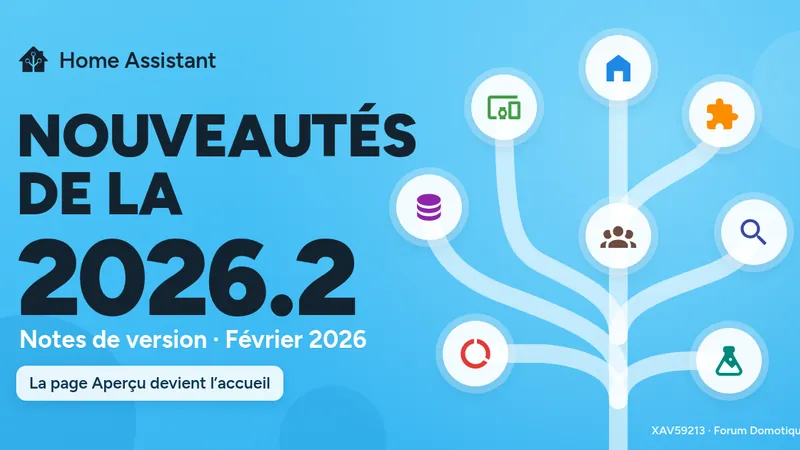 Home Assistant
NOUVEAUTÉS
DE LA
2026.2
Notes de version · Février 2026
La page Aperçu devient l’accueil
XAV59213 · Forum Domotiqu